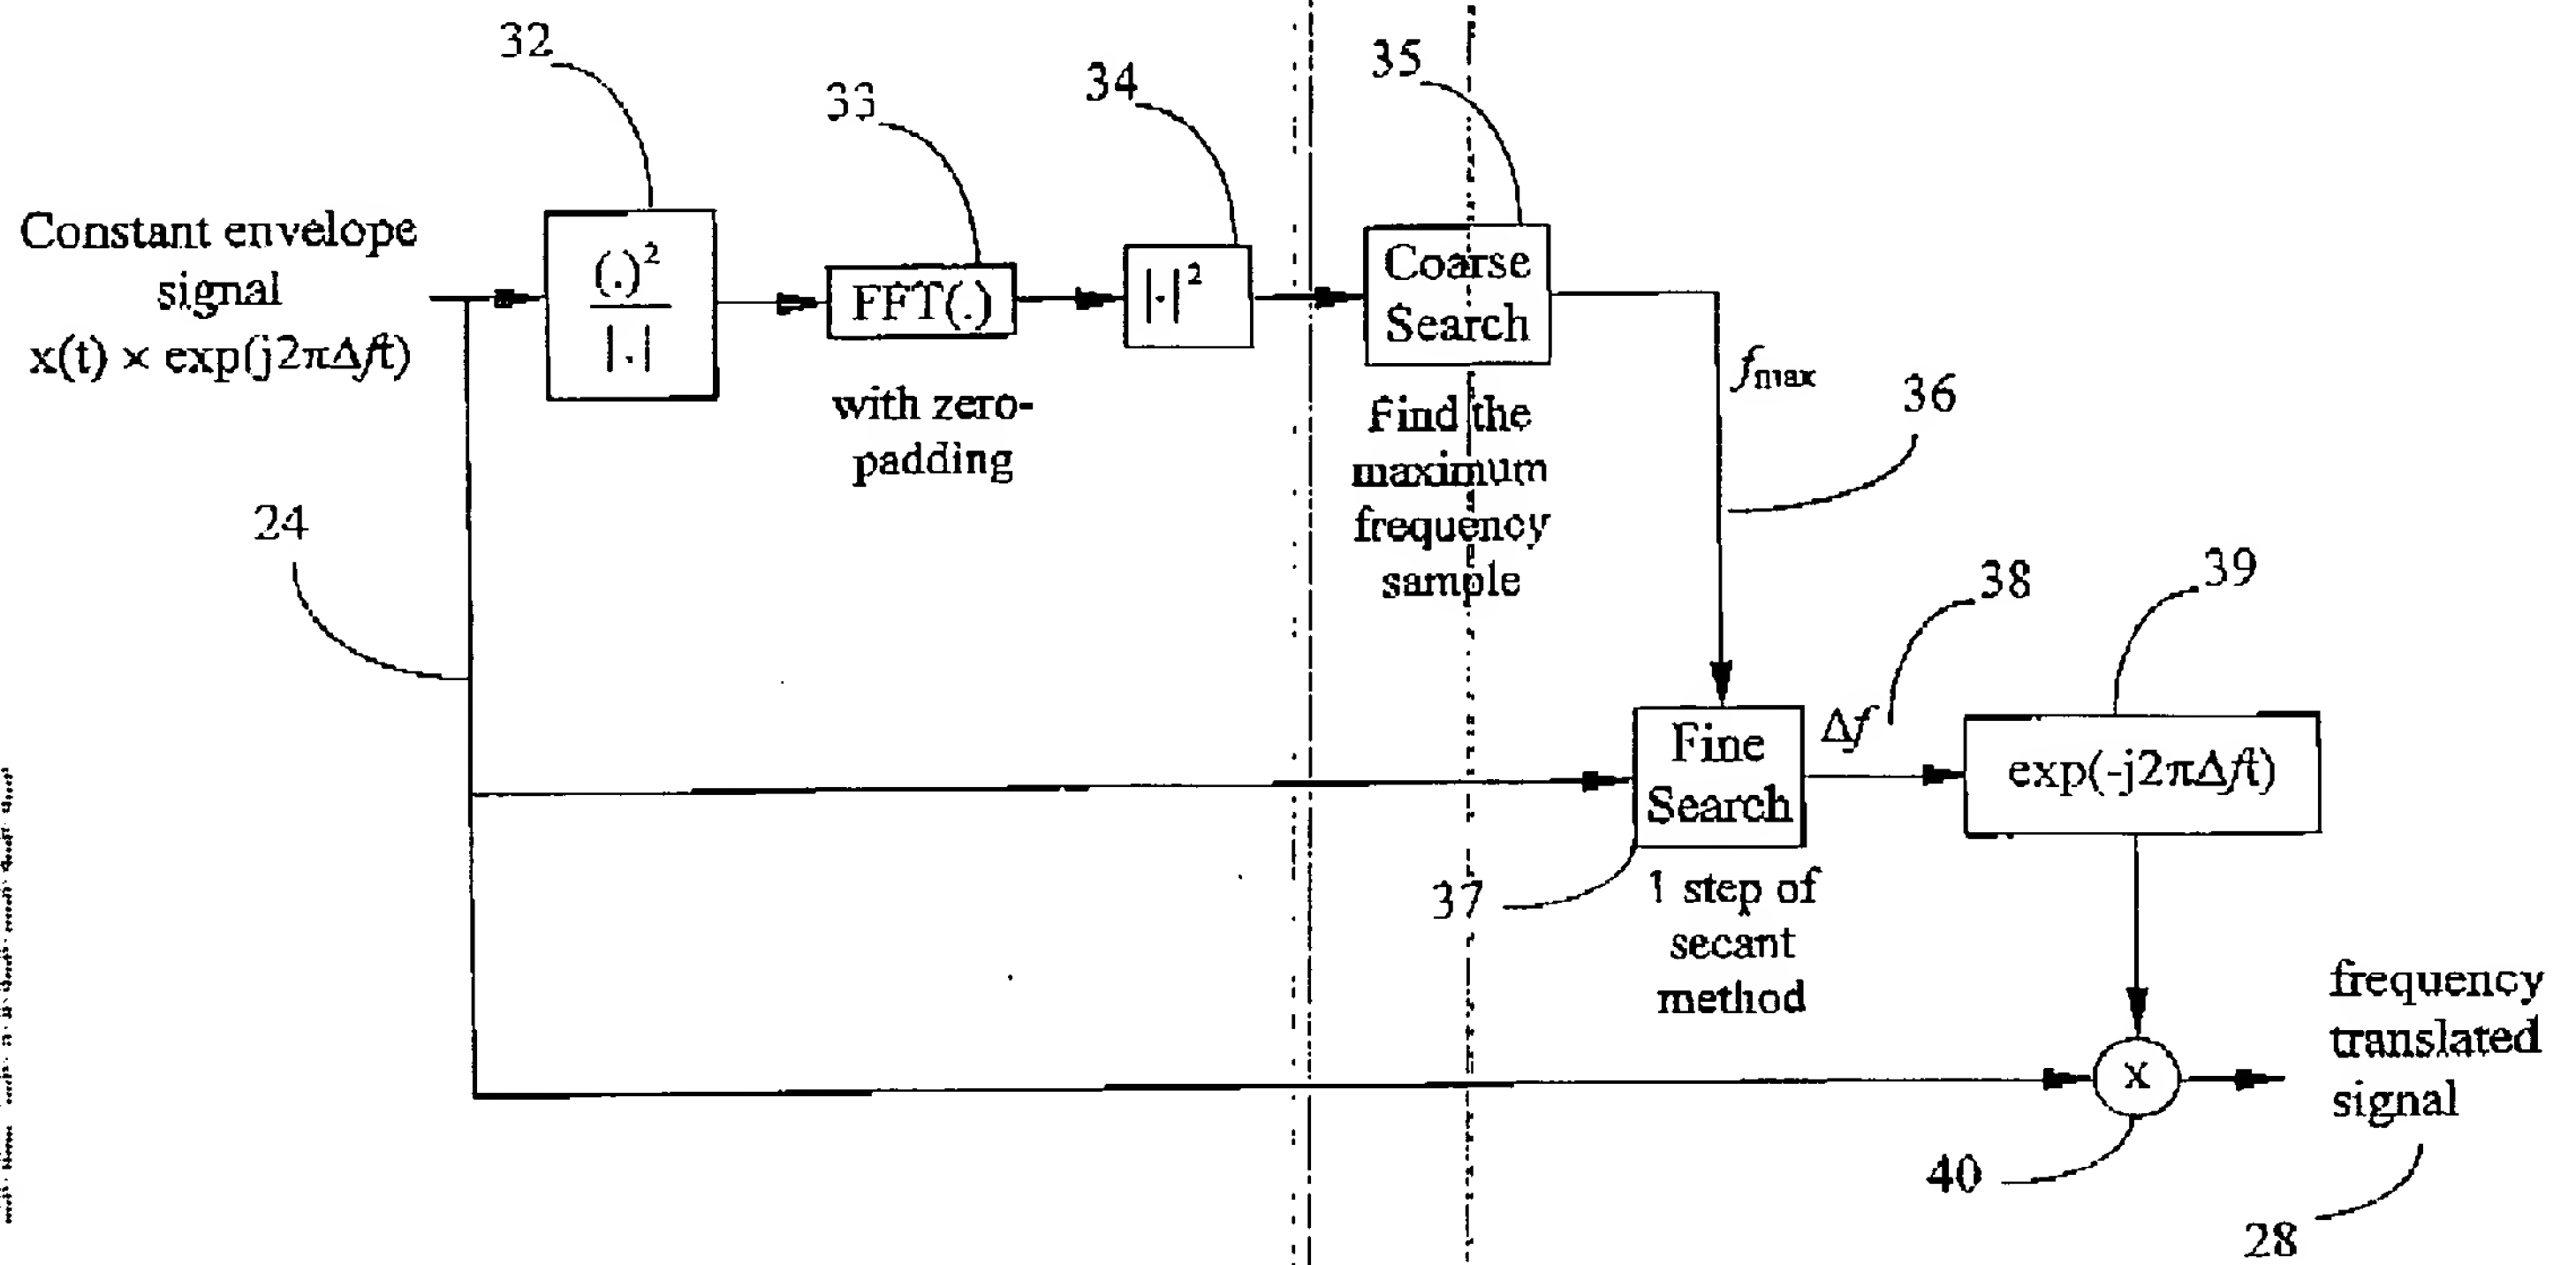 32
33
34
35
Constant envelope
signal
x(t) × exp(j2πΔft)
(.)²
|.|
FFT(.)
with zero-
padding
|·|²
Coarse
Search
Find the
maximum
frequency
sample
fmax
36
24
38
39
Fine
Search
Δf
exp(-j2πΔft)
37
1 step of
secant
method
x
40
frequency
translated
signal
28